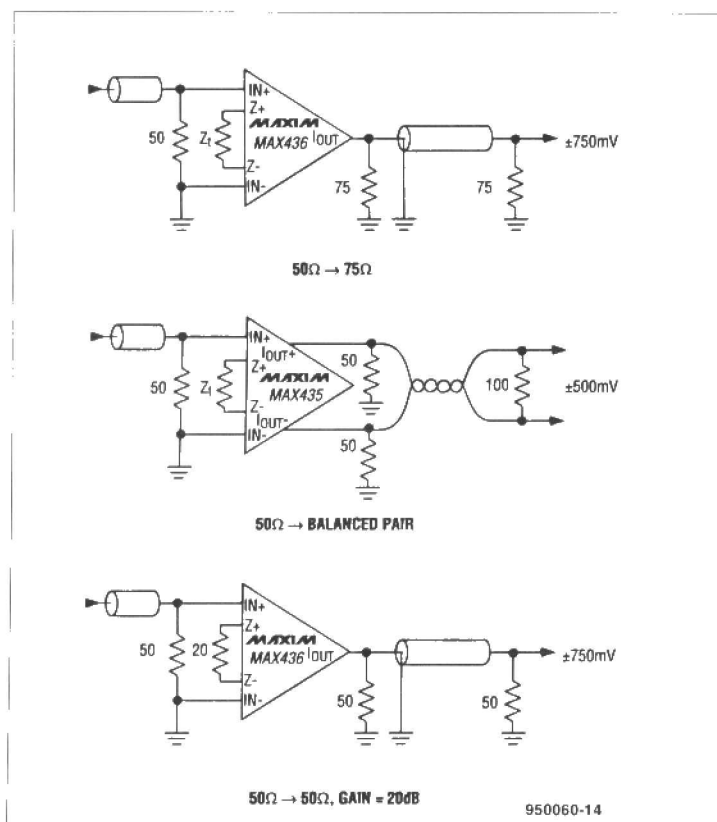 IN+
Z+
50
Zt
MAXIM
MAX436
IOUT
Z-
IN-
75
75
±750mV
50Ω → 75Ω
IN+
IOUT+
Z+
50
Zt
MAXIM
MAX435
Z-
IOUT-
IN-
50
50
100
±500mV
50Ω → BALANCED PAIR
IN+
Z+
50
20
MAXIM
MAX436
IOUT
Z-
IN-
50
50
±750mV
50Ω → 50Ω, GAIN = 20dB
950060-14